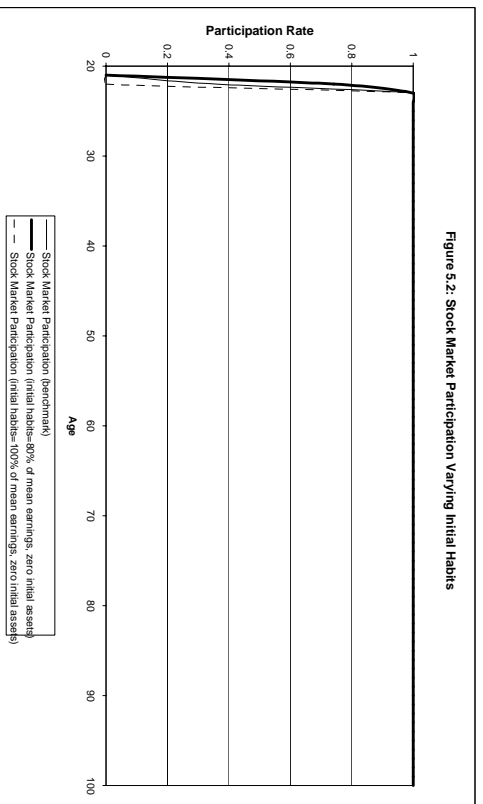 Figure 5.2: Stock Market Participation Varying Initial Habits
Participation Rate
1
0.8
0.6
0.4
0.2
0
20 30 40 50 60 70 80 90 100
Age
Stock Market Participation (benchmark)
Stock Market Participation (initial habits=80% of mean earnings, zero initial assets)
Stock Market Participation (initial habits=100% of mean earnings, zero initial assets)